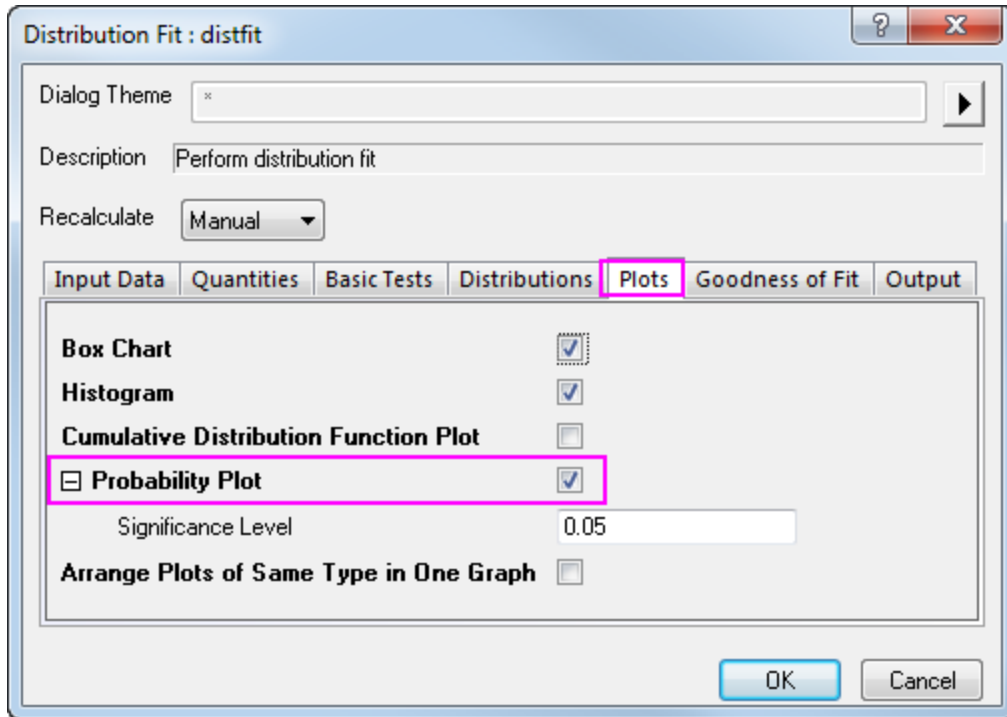 Distribution Fit : distfit
Dialog Theme *
Description Perform distribution fit
Recalculate Manual
Input Data Quantities Basic Tests Distributions Plots Goodness of Fit Output
Box Chart
Histogram
Cumulative Distribution Function Plot
Probability Plot
Significance Level 0.05
Arrange Plots of Same Type in One Graph
OK Cancel